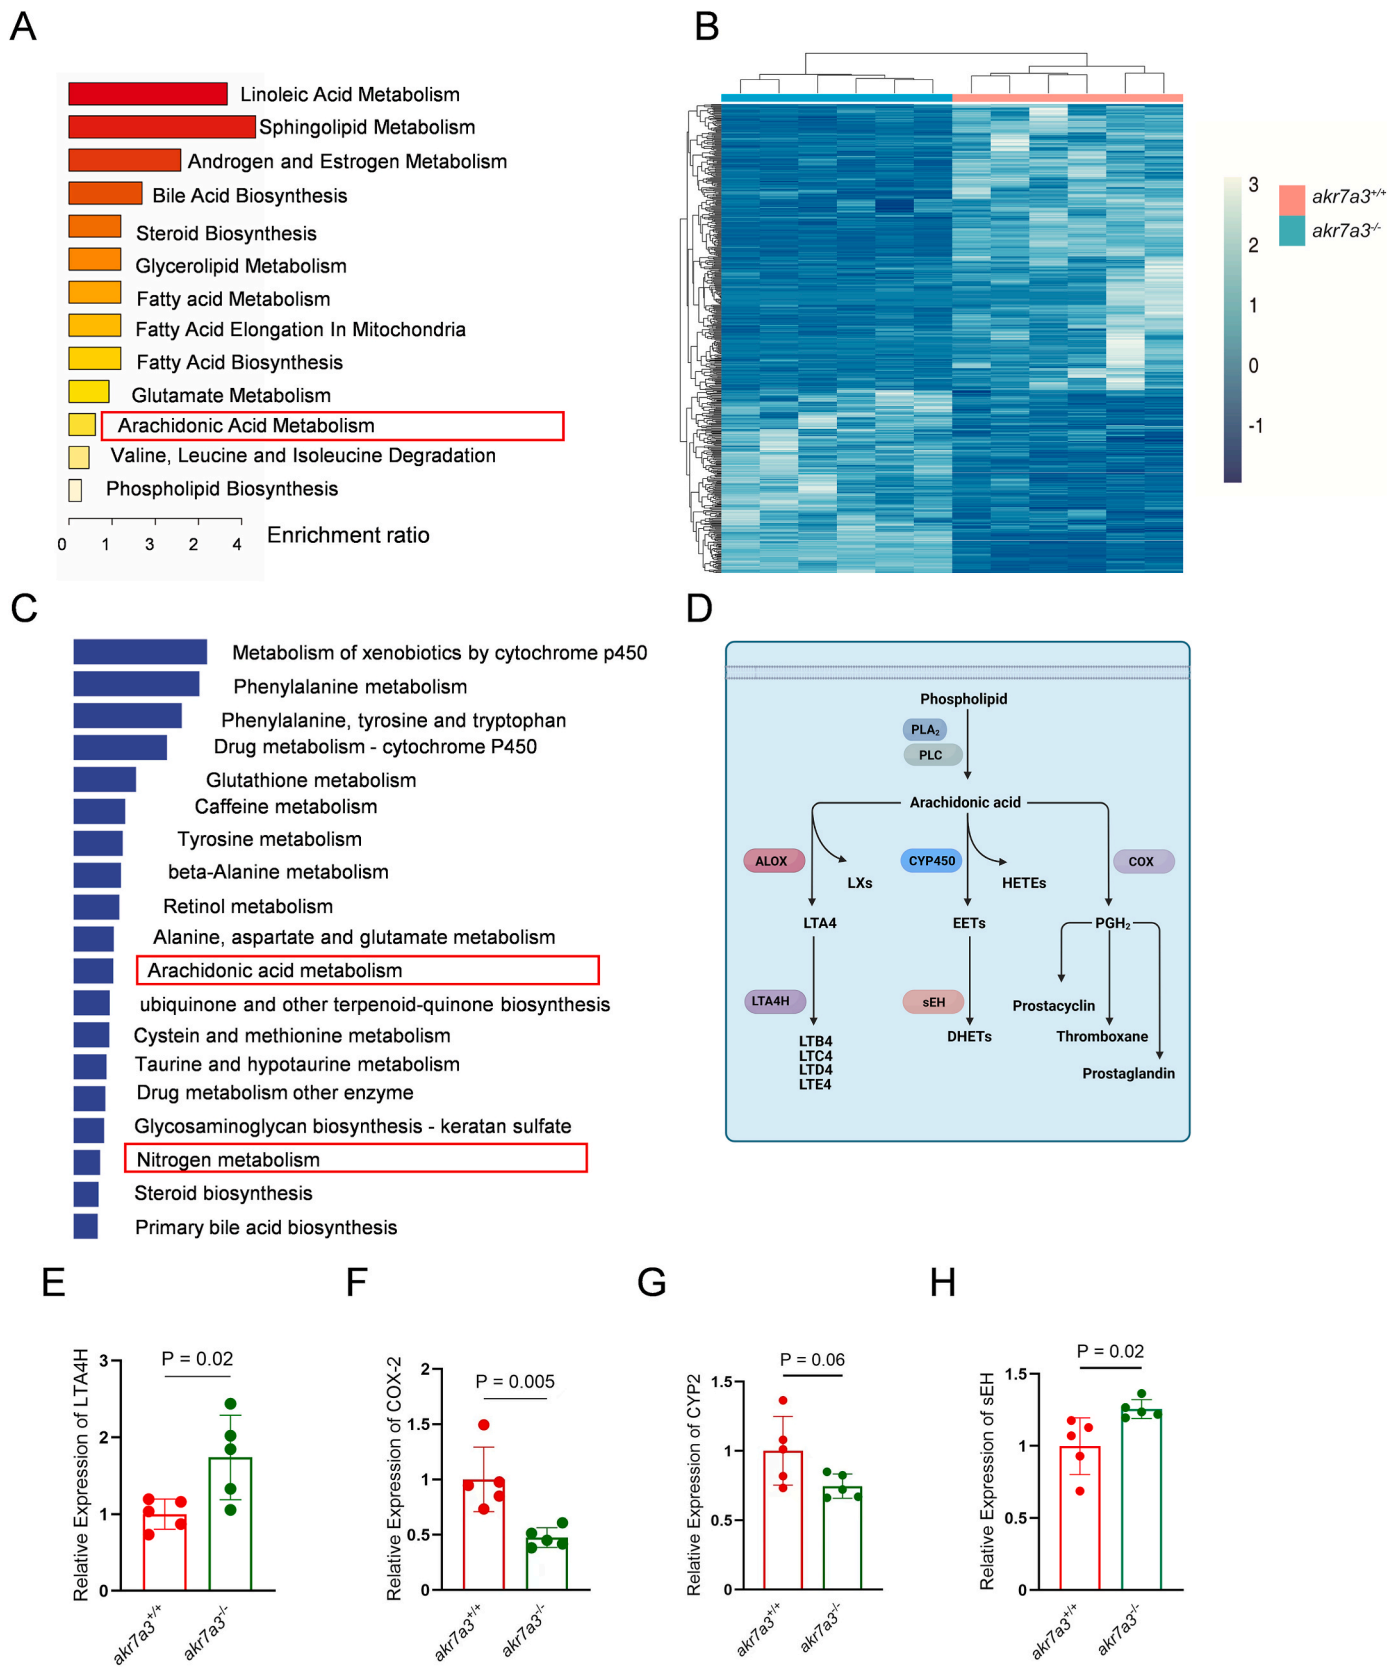 A
Linoleic Acid Metabolism
Sphingolipid Metabolism
Androgen and Estrogen Metabolism
Bile Acid Biosynthesis
Steroid Biosynthesis
Glycerolipid Metabolism
Fatty acid Metabolism
Fatty Acid Elongation In Mitochondria
Fatty Acid Biosynthesis
Glutamate Metabolism
Arachidonic Acid Metabolism
Valine, Leucine and Isoleucine Degradation
Phospholipid Biosynthesis
0 1 3 2 4
Enrichment ratio
B
3
2
1
0
-1
akr7a3+/+
akr7a3-/-
C
Metabolism of xenobiotics by cytochrome p450
Phenylalanine metabolism
Phenylalanine, tyrosine and tryptophan
Drug metabolism - cytochrome P450
Glutathione metabolism
Caffeine metabolism
Tyrosine metabolism
beta-Alanine metabolism
Retinol metabolism
Alanine, aspartate and glutamate metabolism
Arachidonic acid metabolism
ubiquinone and other terpenoid-quinone biosynthesis
Cystein and methionine metabolism
Taurine and hypotaurine metabolism
Drug metabolism other enzyme
Glycosaminoglycan biosynthesis - keratan sulfate
Nitrogen metabolism
Steroid biosynthesis
Primary bile acid biosynthesis
D
Phospholipid
PLA₂
PLC
Arachidonic acid
ALOX
CYP450
COX
LXs
HETEs
LTA4
EETs
PGH₂
LTA4H
sEH
Prostacyclin
LTB4
LTC4
LTD4
LTE4
DHETs
Thromboxane
Prostaglandin
E
Relative Expression of LTA4H
P = 0.02
3
2
1
0
akr7a3+/+
akr7a3-/-
F
Relative Expression of COX-2
P = 0.005
2
1.5
1
0.5
0
akr7a3+/+
akr7a3-/-
G
Relative Expression of CYP2
P = 0.06
1.5
1
0.5
0
akr7a3+/+
akr7a3-/-
H
Relative Expression of sEH
P = 0.02
1.5
1
0.5
0
akr7a3+/+
akr7a3-/-